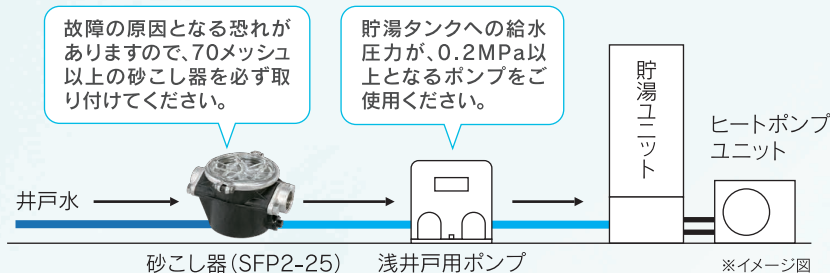 故障の原因となる恐れが
ありますので、70メッシュ
以上の砂こし器を必ず取
り付けてください。
貯湯タンクへの給水
圧力が、0.2MPa以
上となるポンプをご
使用ください。
貯湯ユニット
ヒートポンプ
ユニット
井戸水
砂こし器(SFP2-25)
浅井戸用ポンプ
※イメージ図